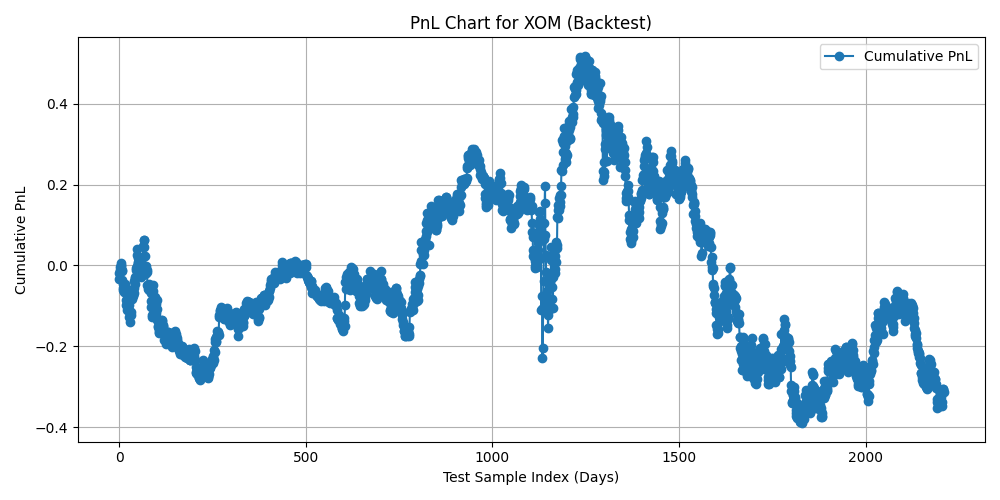 PnL Chart for XOM (Backtest)
Cumulative PnL
0.4
0.2
0.0
−0.2
−0.4
Cumulative PnL
0
500
1000
1500
2000
Test Sample Index (Days)